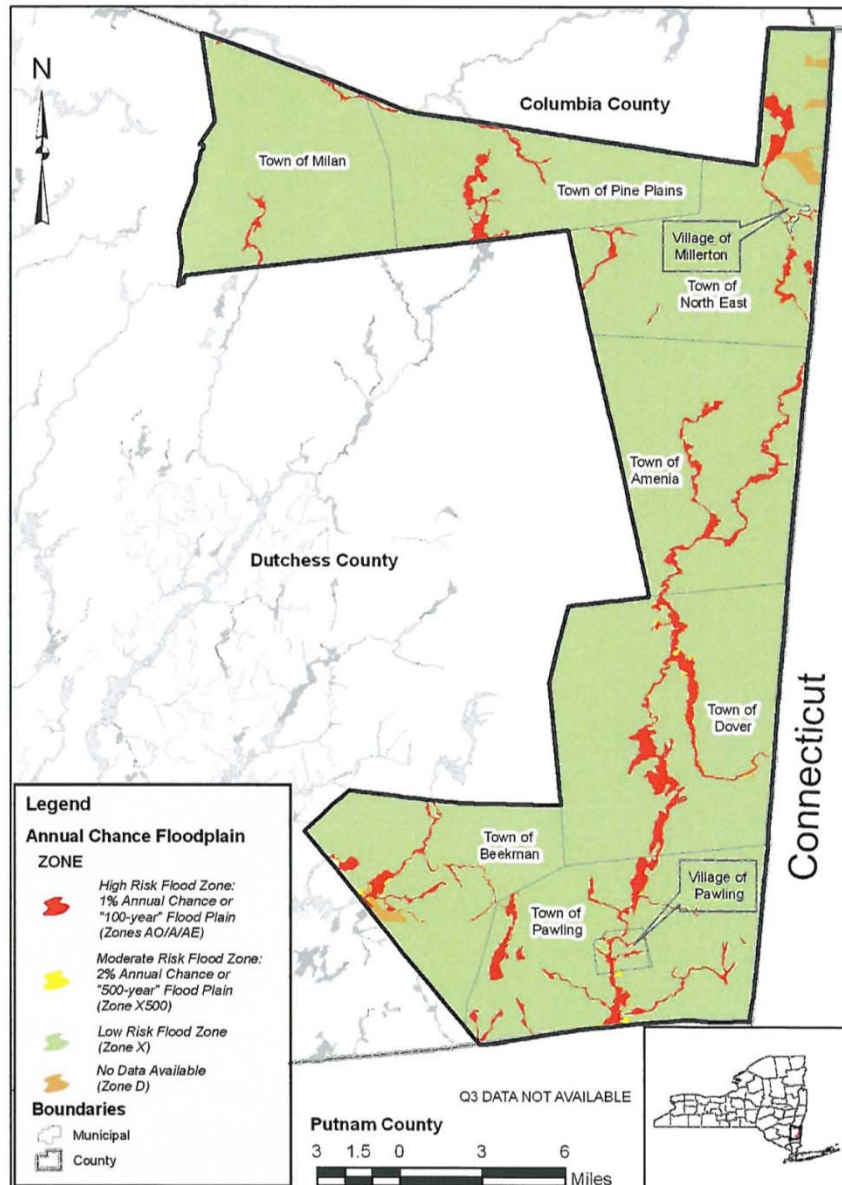 N
Columbia County
Town of Milan
Town of Pine Plains
Village of
Millerton
Town of
North East
Town of
Amenia
Dutchess County
Town of
Dover
Connecticut
Town of
Beekman
Village of
Pawling
Town of
Pawling
Legend
Annual Chance Floodplain
ZONE
High Risk Flood Zone:
1% Annual Chance or
"100-year" Flood Plain
(Zones AO/A/AE)
Moderate Risk Flood Zone:
2% Annual Chance or
"500-year" Flood Plain
(Zone X500)
Low Risk Flood Zone
(Zone X)
No Data Available
(Zone D)
Boundaries
Municipal
County
Q3 DATA NOT AVAILABLE
Putnam County
3 1.5 0 3 6
Miles